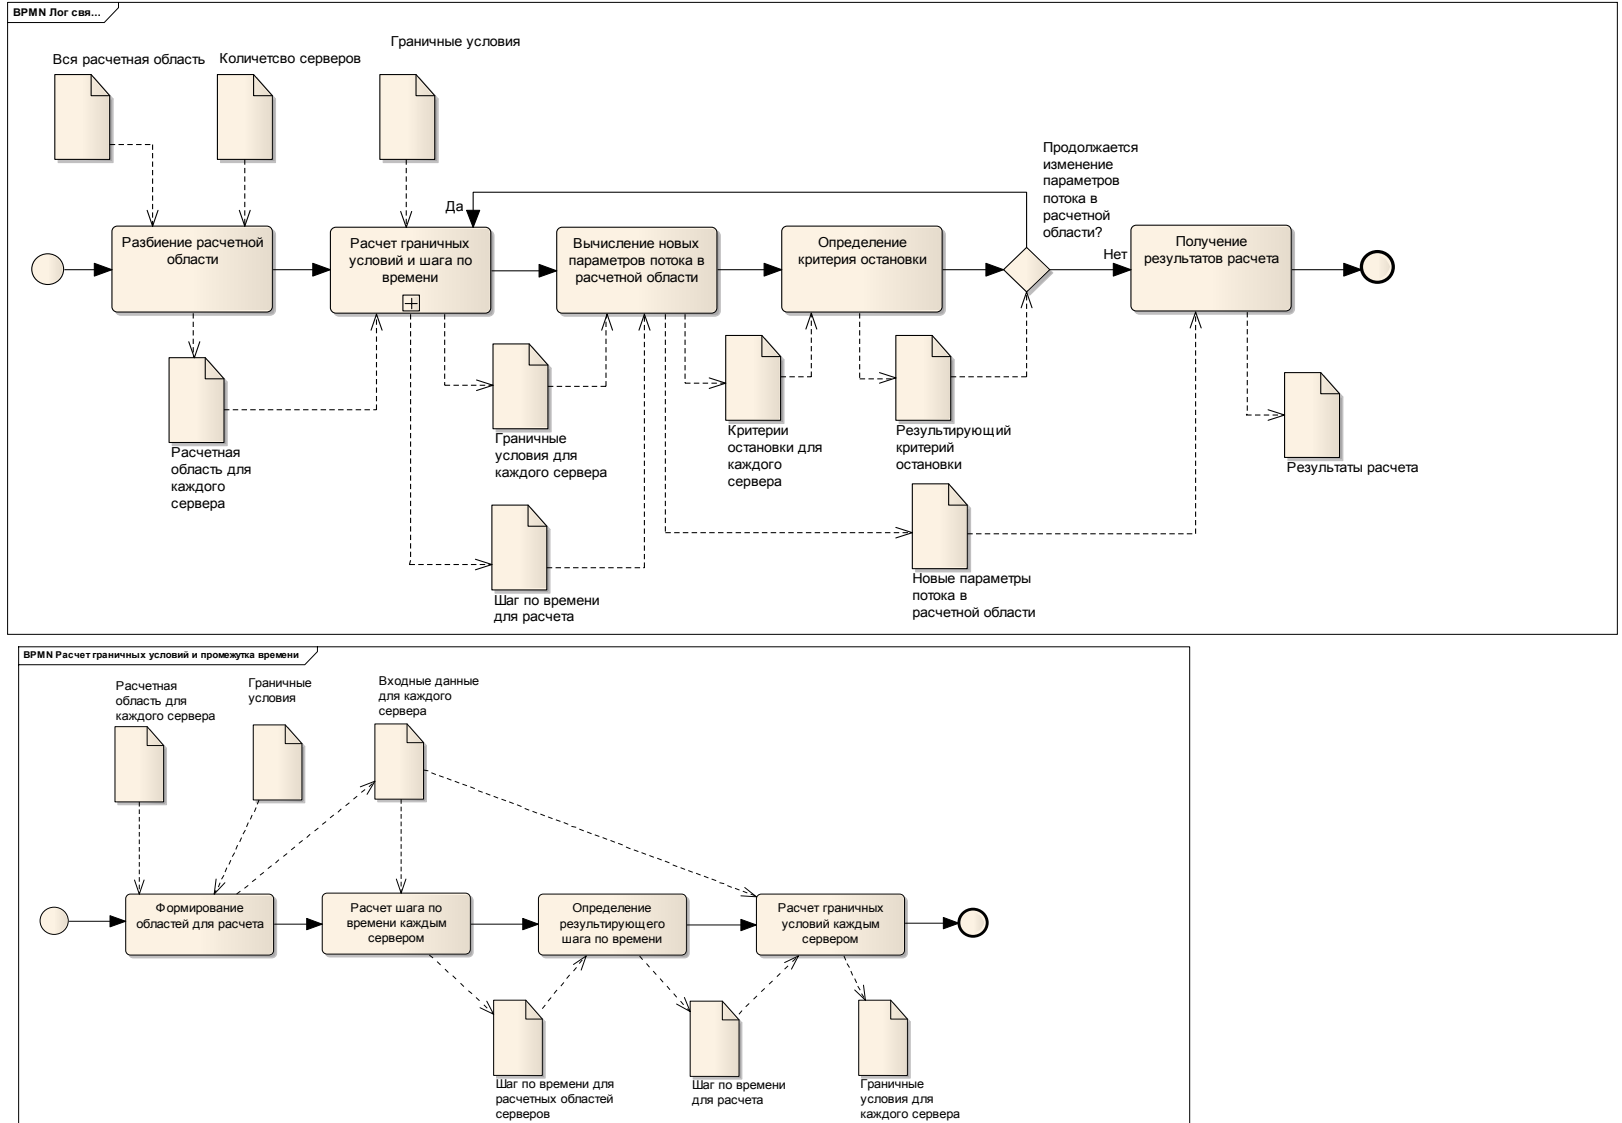 BPMN Лог свя...
Граничные условия
Вся расчетная область
Количетсво серверов
Продолжается
изменение
параметров
потока в
расчетной
области?
Да
Разбиение расчетной
области
Расчет граничных
условий и шага по
времени
Вычисление новых
параметров потока в
расчетной области
Определение
критерия остановки
Нет
Получение
результатов расчета
Расчетная
область для
каждого
сервера
Граничные
условия для
каждого сервера
Критерии
остановки для
каждого
сервера
Результирующий
критерий
остановки
Результаты расчета
Шаг по времени
для расчета
Новые параметры
потока в
расчетной области
BPMN Расчет граничных условий и промежутка времени
Расчетная
область для
каждого сервера
Граничные
условия
Входные данные
для каждого
сервера
Формирование
областей для расчета
Расчет шага по
времени каждым
сервером
Определение
результирующего
шага по времени
Расчет граничных
условий каждым
сервером
Шаг по времени для
расчетных областей
серверов
Шаг по времени
для расчета
Граничные
условия для
каждого сервера